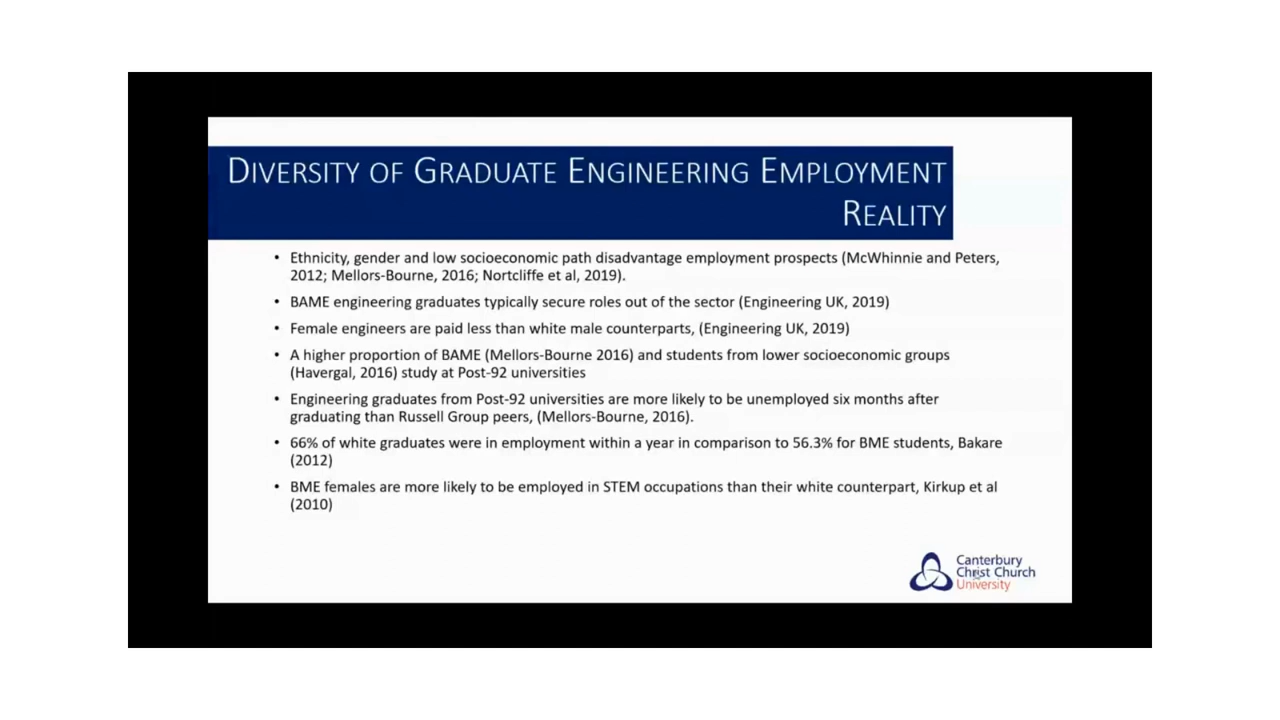 DIVERSITY OF GRADUATE ENGINEERING EMPLOYMENT
REALITY
• Ethnicity, gender and low socioeconomic path disadvantage employment prospects (McWhinnie and Peters,
2012; Mellors-Bourne, 2016; Nortcliffe et al, 2019).
• BAME engineering graduates typically secure roles out of the sector (Engineering UK, 2019)
• Female engineers are paid less than white male counterparts, (Engineering UK, 2019)
• A higher proportion of BAME (Mellors-Bourne 2016) and students from lower socioeconomic groups
(Havergal, 2016) study at Post-92 universities
• Engineering graduates from Post-92 universities are more likely to be unemployed six months after
graduating than Russell Group peers, (Mellors-Bourne, 2016).
• 66% of white graduates were in employment within a year in comparison to 56.3% for BME students, Bakare
(2012)
• BME females are more likely to be employed in STEM occupations than their white counterpart, Kirkup et al
(2010)
Canterbury
Christ Church
University